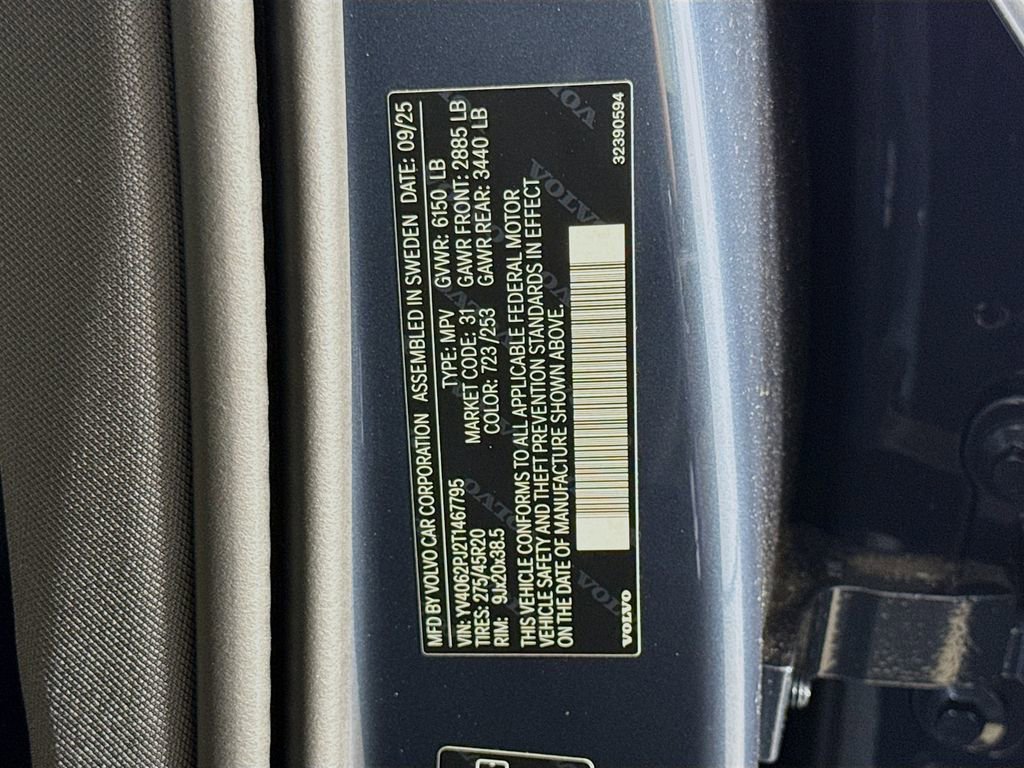 MFD BY VOLVO CAR CORPORATION ASSEMBLED IN SWEDEN DATE: 09/25
VIN: YV4062PJ2T1467795 TYPE: MPV GVWR: 6150 LB
TIRES: 275/45R20 MARKET CODE: 31 GAWR FRONT: 2885 LB
RIM: 9Jx20x38.5 COLOR: 723/253 GAWR REAR: 3440 LB
THIS VEHICLE CONFORMS TO ALL APPLICABLE FEDERAL MOTOR
VEHICLE SAFETY AND THEFT PREVENTION STANDARDS IN EFFECT
ON THE DATE OF MANUFACTURE SHOWN ABOVE.
VOLVO 32390594